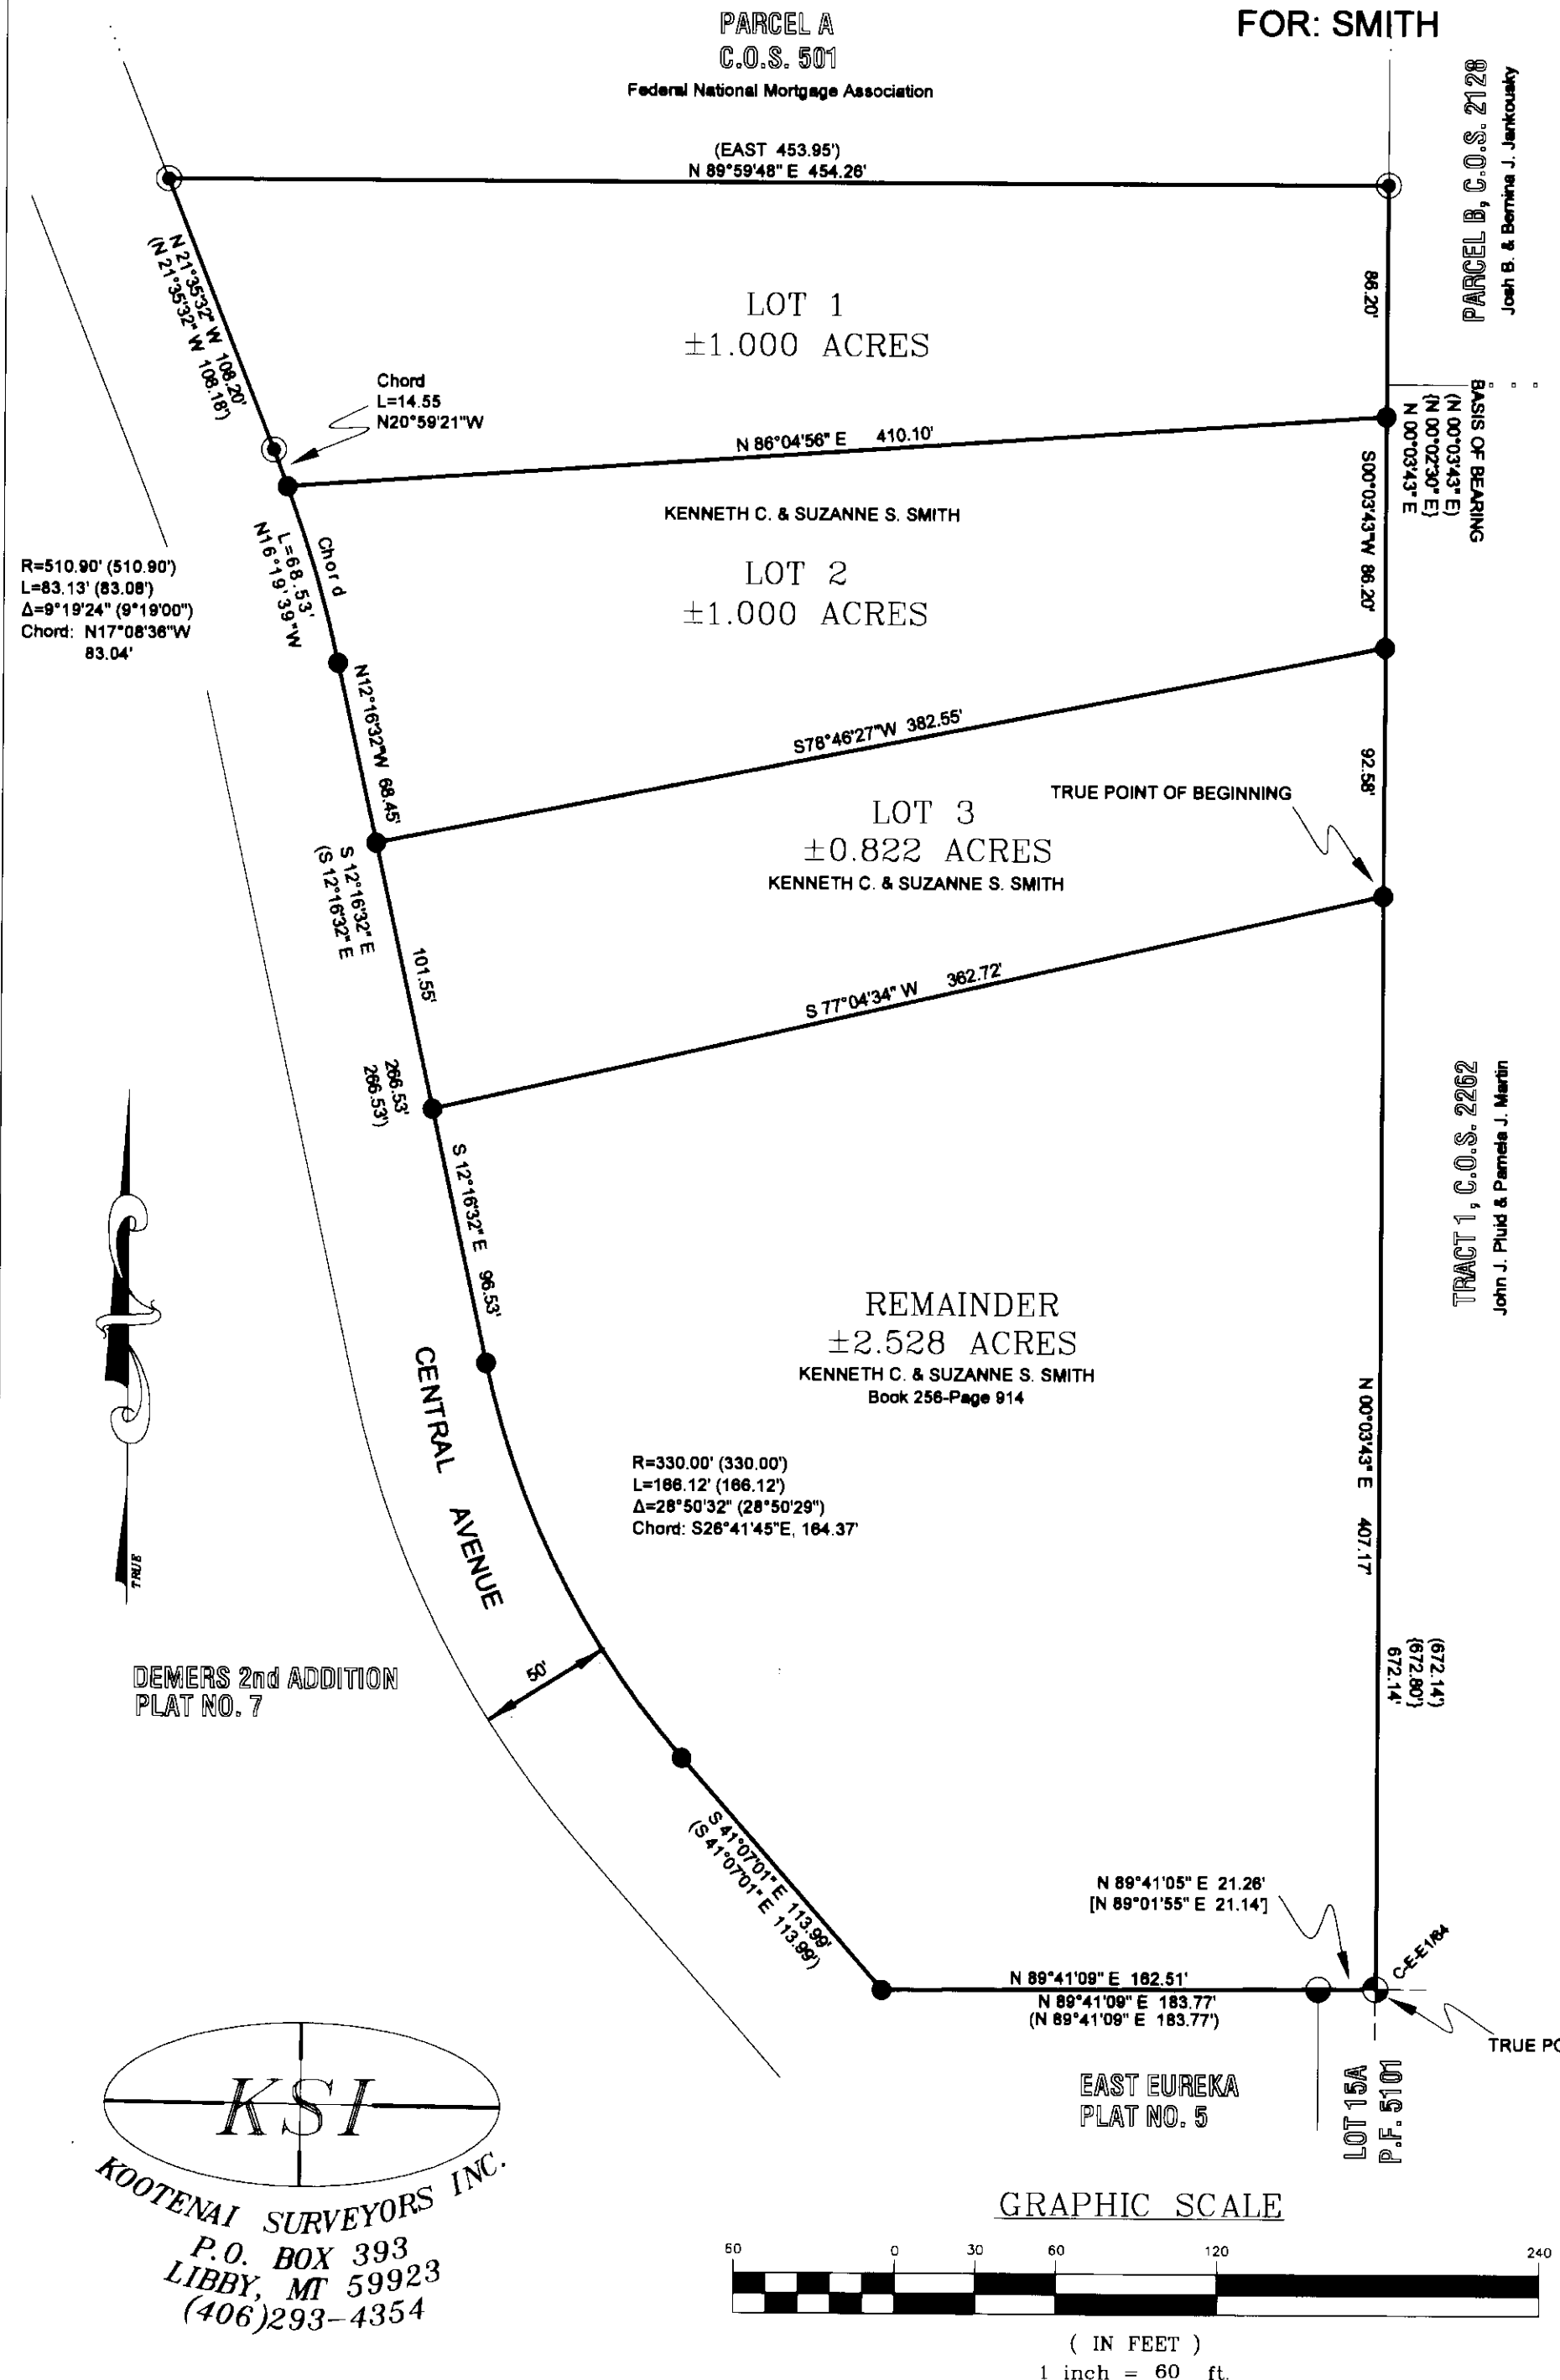 PARCEL A
C.O.S. 501
Federal National Mortgage Association
FOR: SMITH
PARCEL B, C.O.S. 2128
Josh B. & Bernina J. Jankousky
(EAST 453.95')
N 89°59'48" E 454.26'
N 21°35'32" W 108.20'
(N 21°35'32" W 108.18')
LOT 1
±1.000 ACRES
86.20'
Chord
L=14.55
N20°59'21"W
N 86°04'56" E 410.10'
BASIS OF BEARING
(N 00°03'43" E)
{N 00°02'30" E}
N 00°03'43" E
S00°03'43"W 86.20'
KENNETH C. & SUZANNE S. SMITH
LOT 2
±1.000 ACRES
Chord
L=68.53'
N16°19'39"W
R=510.90' (510.90')
L=83.13' (83.08')
Δ=9°19'24" (9°19'00")
Chord: N17°08'36"W
83.04'
N12°16'32"W 68.45'
S78°46'27"W 382.55'
92.58'
TRUE POINT OF BEGINNING
LOT 3
±0.822 ACRES
KENNETH C. & SUZANNE S. SMITH
S 12°16'32" E
(S 12°16'32" E
101.55'
S 77°04'34" W 362.72'
266.53'
266.53')
S 12°16'32" E 96.53'
TRACT 1, C.O.S. 2262
John J. Pluid & Pamela J. Martin
REMAINDER
±2.528 ACRES
KENNETH C. & SUZANNE S. SMITH
Book 256-Page 914
N 00°03'43" E 407.17'
CENTRAL AVENUE
R=330.00' (330.00')
L=166.12' (166.12')
Δ=28°50'32" (28°50'29")
Chord: S26°41'45"E, 164.37'
TRUE
(672.14')
{672.80'}
672.14'
50'
DEMERS 2nd ADDITION
PLAT NO. 7
S 41°07'01" E 113.99'
(S 41°07'01" E 113.99')
N 89°41'05" E 21.26'
[N 89°01'55" E 21.14']
C-E-E1/64
N 89°41'09" E 162.51'
N 89°41'09" E 183.77'
(N 89°41'09" E 183.77')
TRUE PO
EAST EUREKA
PLAT NO. 5
LOT 15A
P.F. 5101
KSI
KOOTENAI SURVEYORS INC.
P.O. BOX 393
LIBBY, MT 59923
(406)293-4354
GRAPHIC SCALE
60 0 30 60 120 240
( IN FEET )
1 inch = 60 ft.